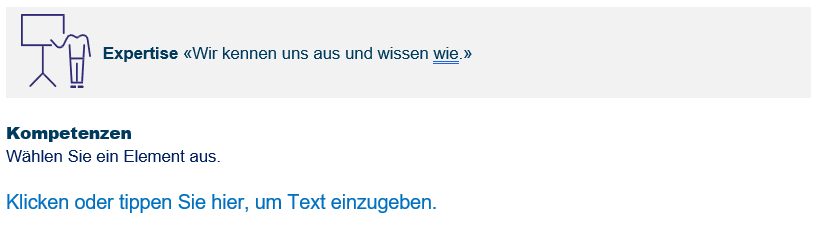 Expertise «Wir kennen uns aus und wissen wie.»
Kompetenzen
Wählen Sie ein Element aus.
Klicken oder tippen Sie hier, um Text einzugeben.